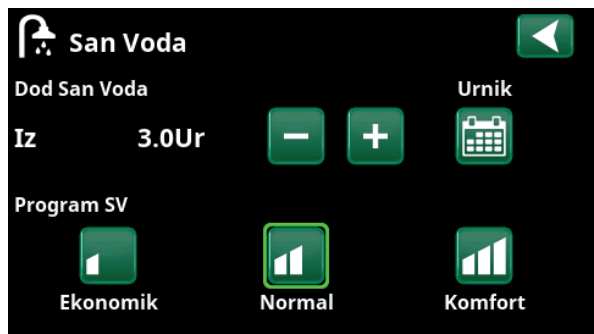 San Voda
Dod San Voda Urnik
Iz 3.0Ur
Program SV
Ekonomik Normal Komfort